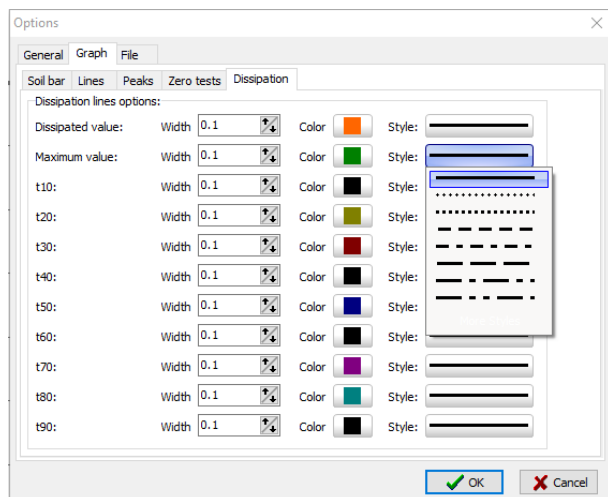 Options
General Graph File
Soil bar Lines Peaks Zero tests Dissipation
Dissipation lines options:
Dissipated value: Width 0.1 Color Style:
Maximum value: Width 0.1 Color Style:
t10: Width 0.1 Color Style:
t20: Width 0.1 Color Style:
t30: Width 0.1 Color Style:
t40: Width 0.1 Color Style:
t50: Width 0.1 Color Style:
t60: Width 0.1 Color Style:
t70: Width 0.1 Color Style:
t80: Width 0.1 Color Style:
t90: Width 0.1 Color Style:
OK Cancel